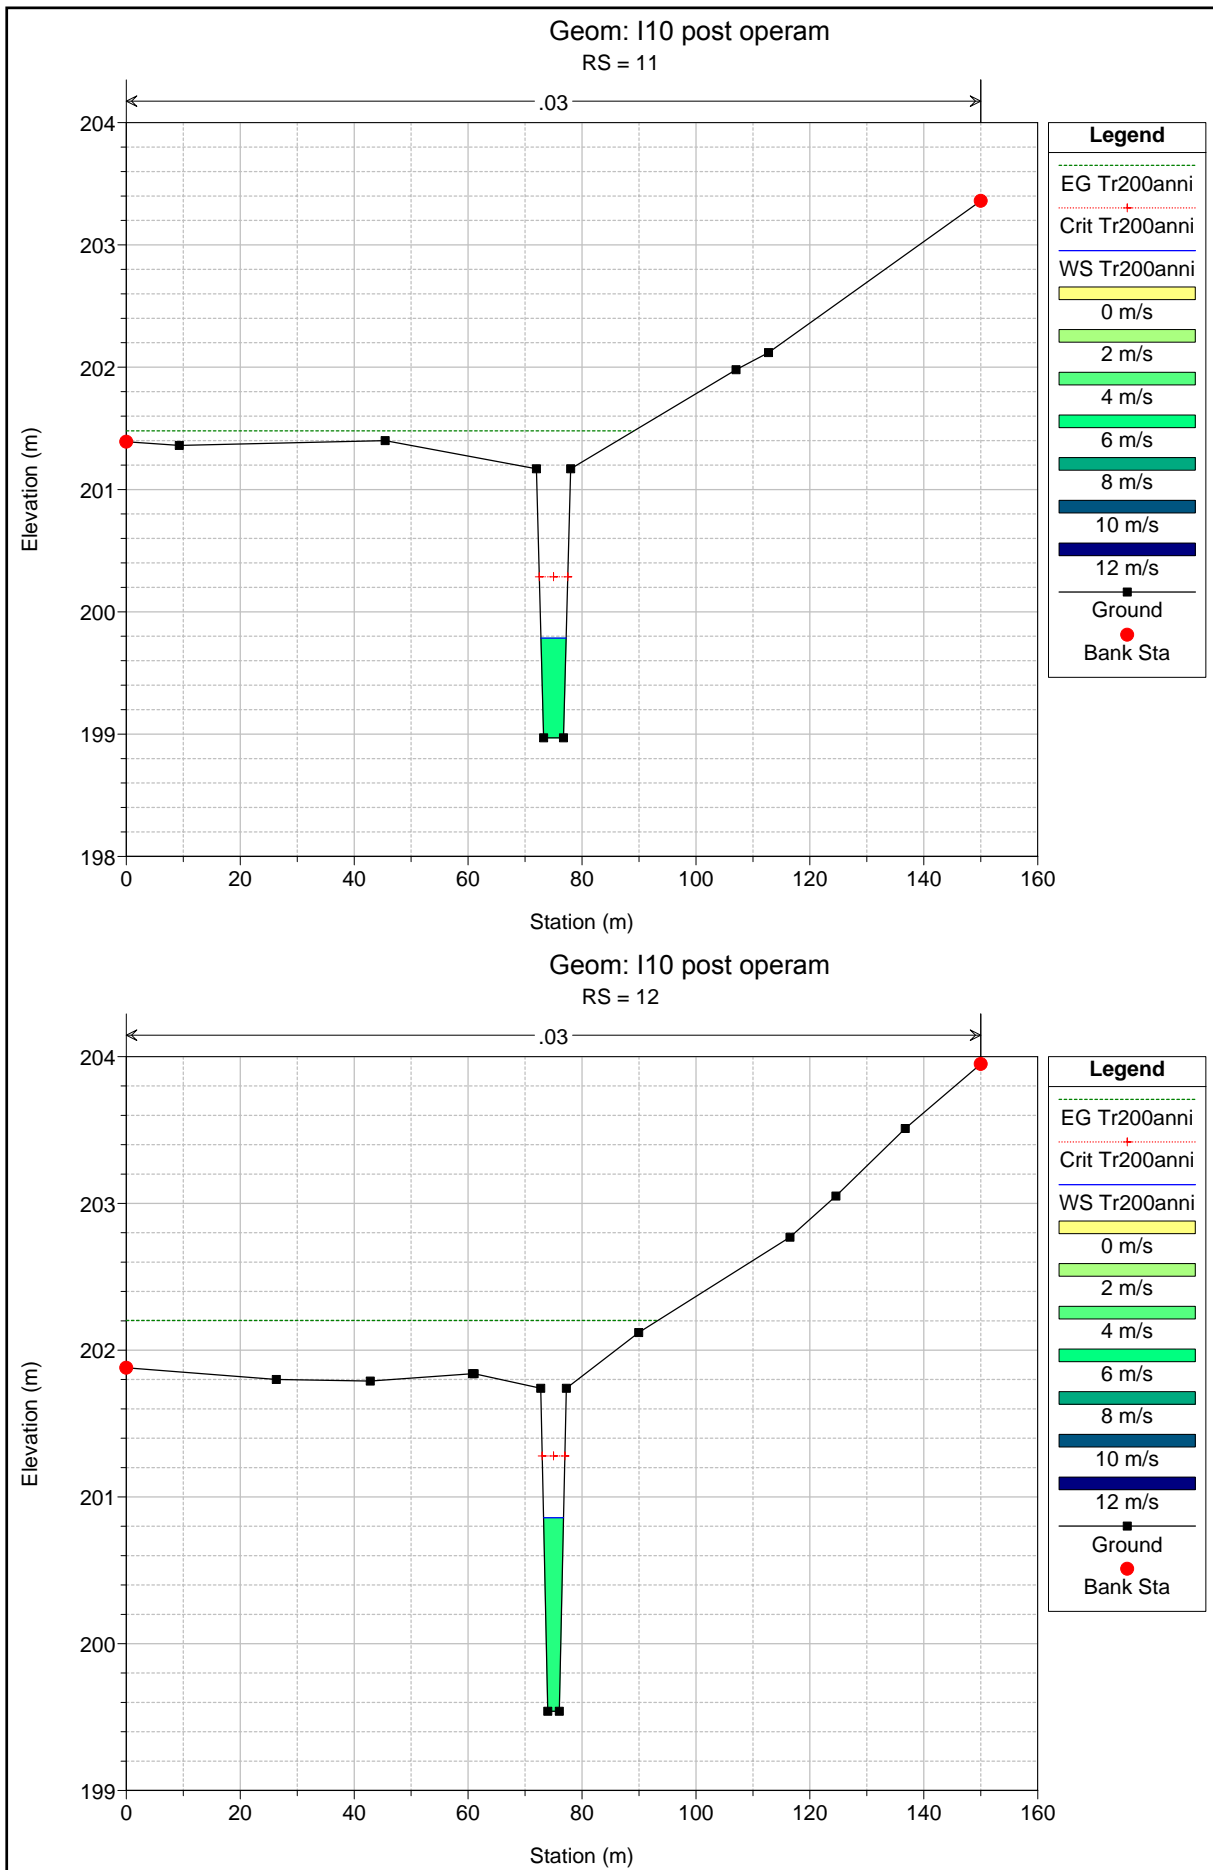 Geom: I10 post operam
RS = 11
.03
204
203
202
201
200
199
198
0 20 40 60 80 100 120 140 160
Station (m)
Elevation (m)
Legend
EG Tr200anni
Crit Tr200anni
WS Tr200anni
0 m/s
2 m/s
4 m/s
6 m/s
8 m/s
10 m/s
12 m/s
Ground
Bank Sta
Geom: I10 post operam
RS = 12
.03
204
203
202
201
200
199
0 20 40 60 80 100 120 140 160
Station (m)
Elevation (m)
Legend
EG Tr200anni
Crit Tr200anni
WS Tr200anni
0 m/s
2 m/s
4 m/s
6 m/s
8 m/s
10 m/s
12 m/s
Ground
Bank Sta